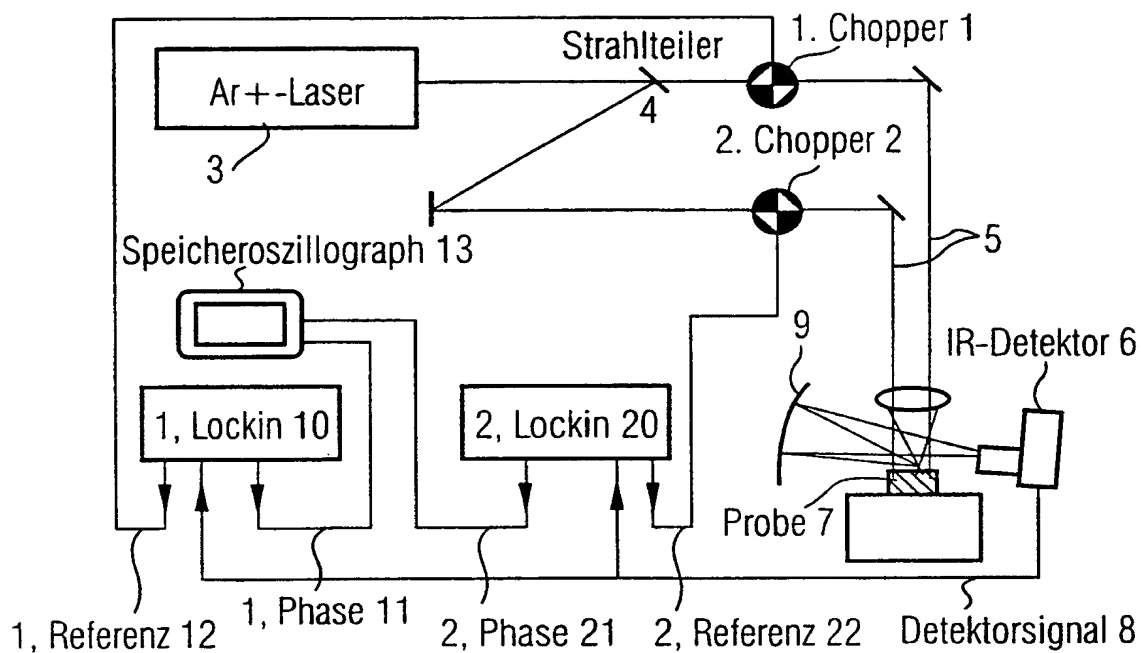 1. Chopper 1
Strahlteiler
Ar+-Laser
4
3
2. Chopper 2
5
Speicheroszillograph 13
9
IR-Detektor 6
1, Lockin 10
2, Lockin 20
Probe 7
1, Phase 11
1, Referenz 12
2, Phase 21
2, Referenz 22
Detektorsignal 8